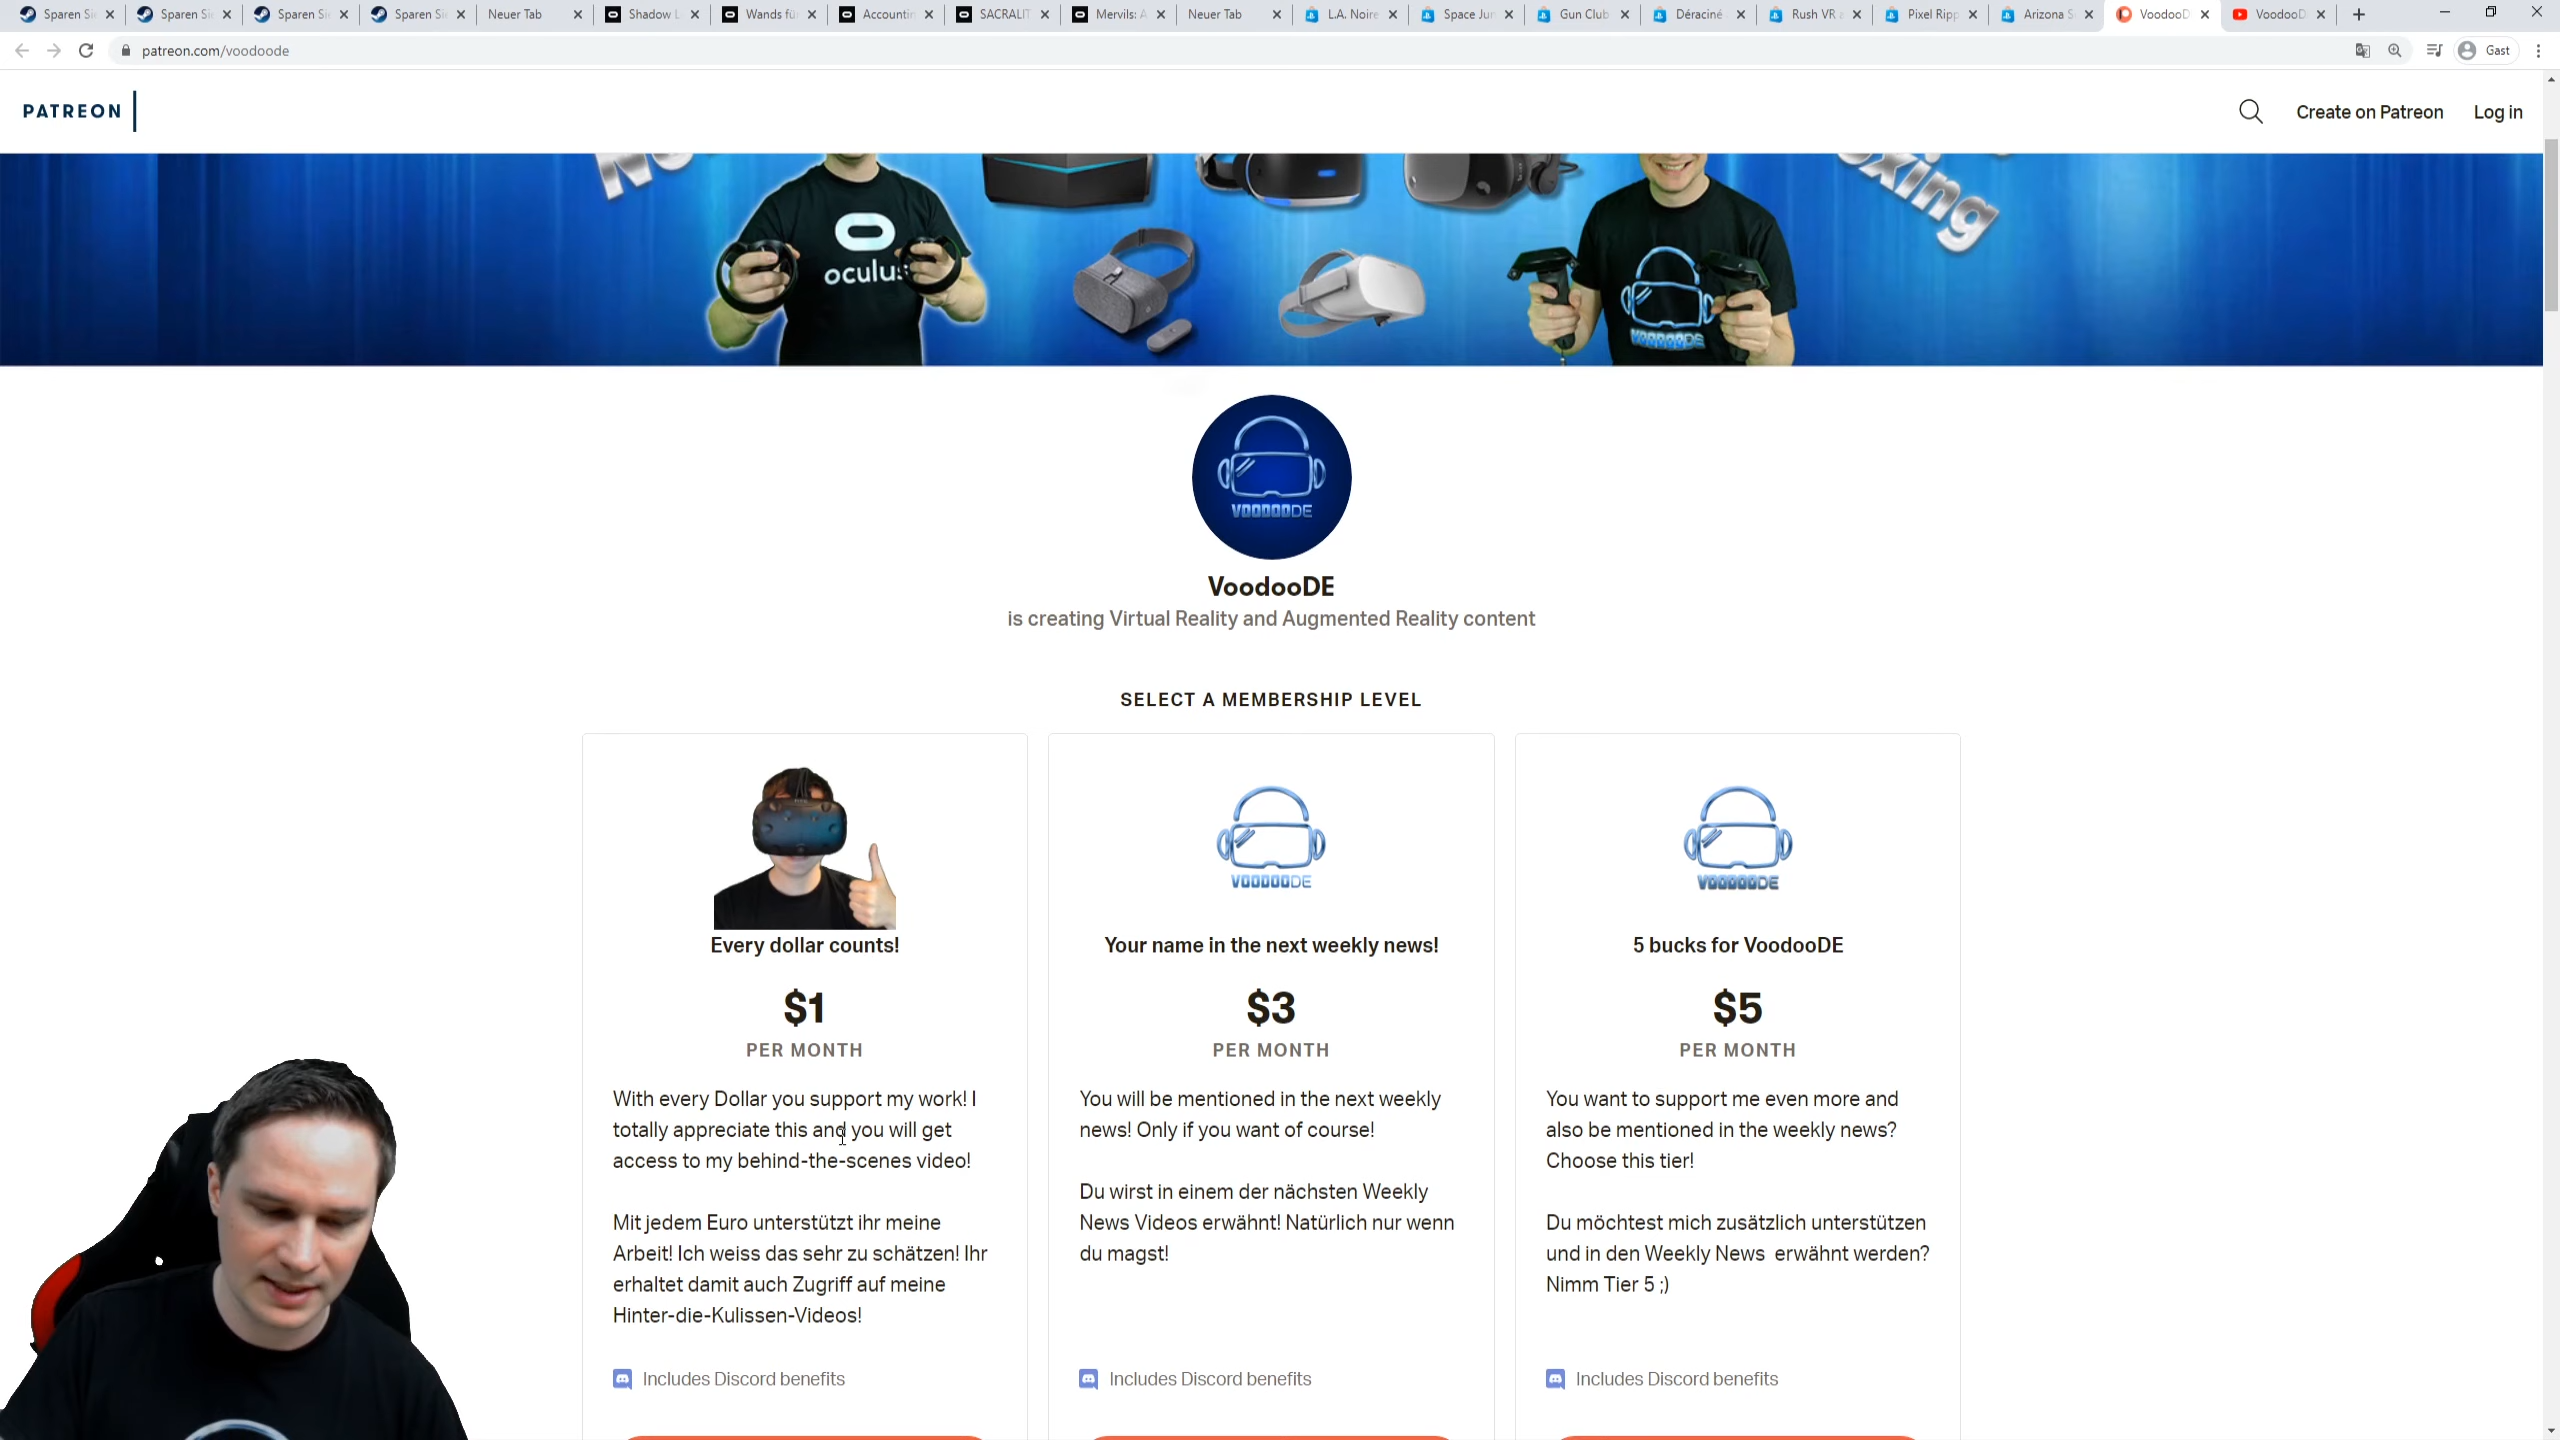 Sparen Si
Sparen Si
Sparen Si
Sparen Si
Neuer Tab
Shadow L
Wands fü
Accountin
SACRALIT
Mervils: A
Neuer Tab
L.A. Noire
Space Jun
Gun Club
Déraciné
Rush VR
Pixel Ripp
Arizona S
VoodooD
VoodooD
patreon.com/voodoode
Gast
PATREON
Create on Patreon
Log in
No
oxing
oculus
VOODOODE
VOODOODE
VoodooDE
is creating Virtual Reality and Augmented Reality content
SELECT A MEMBERSHIP LEVEL
VOODOODE
VOODOODE
Every dollar counts!
Your name in the next weekly news!
5 bucks for VoodooDE
$1
PER MONTH
$3
PER MONTH
$5
PER MONTH
With every Dollar you support my work! I
totally appreciate this and you will get
access to my behind-the-scenes video!
Mit jedem Euro unterstützt ihr meine
Arbeit! Ich weiss das sehr zu schätzen! Ihr
erhaltet damit auch Zugriff auf meine
Hinter-die-Kulissen-Videos!
Includes Discord benefits
You will be mentioned in the next weekly
news! Only if you want of course!
Du wirst in einem der nächsten Weekly
News Videos erwähnt! Natürlich nur wenn
du magst!
Includes Discord benefits
You want to support me even more and
also be mentioned in the weekly news?
Choose this tier!
Du möchtest mich zusätzlich unterstützen
und in den Weekly News erwähnt werden?
Nimm Tier 5 ;)
Includes Discord benefits